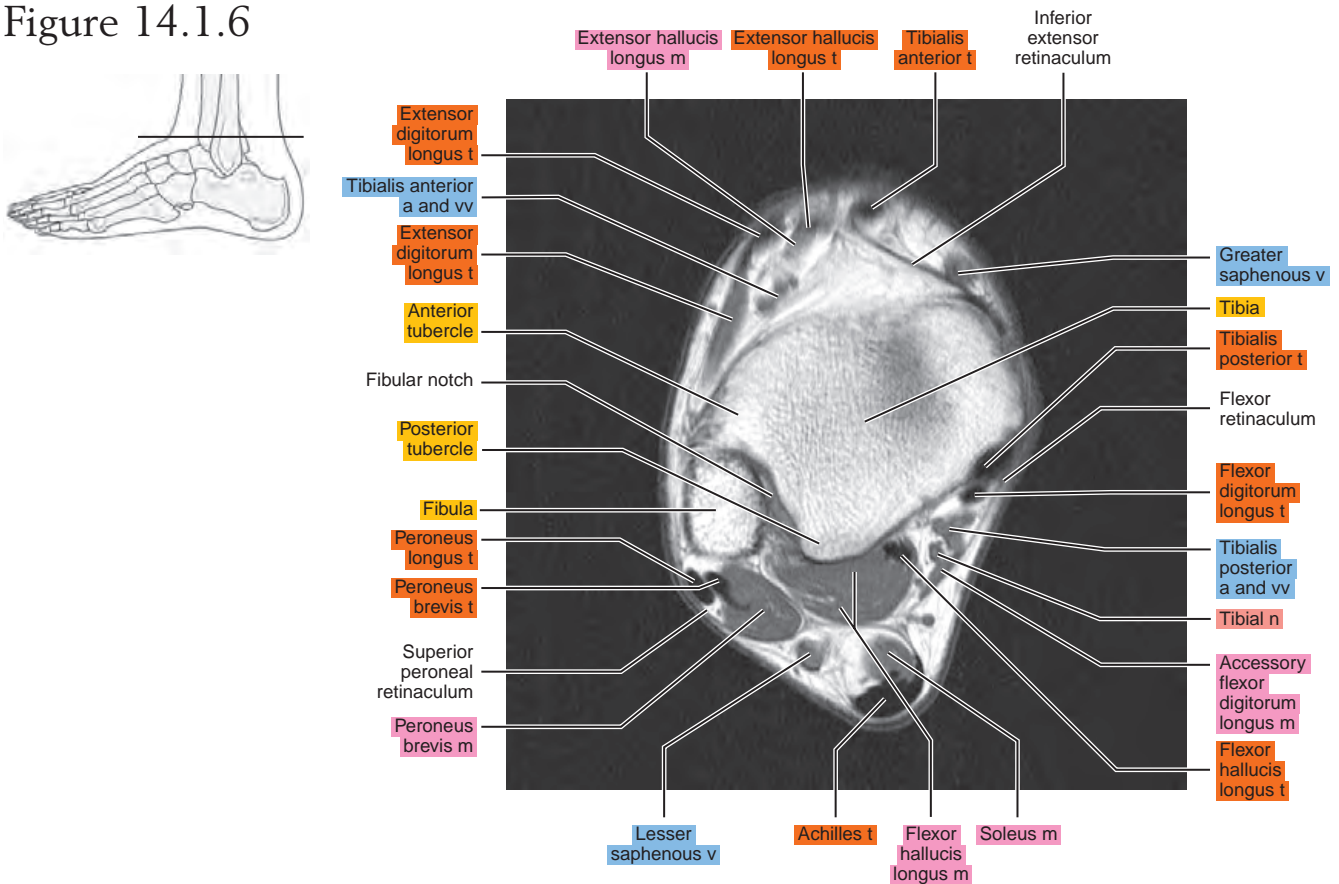 Figure 14.1.6
Extensor hallucis
longus m
Extensor hallucis
longus t
Tibialis
anterior t
Inferior
extensor
retinaculum
Extensor
digitorum
longus t
Tibialis anterior
a and vv
Extensor
digitorum
longus t
Anterior
tubercle
Fibular notch
Posterior
tubercle
Fibula
Peroneus
longus t
Peroneus
brevis t
Superior
peroneal
retinaculum
Peroneus
brevis m
Greater
saphenous v
Tibia
Tibialis
posterior t
Flexor
retinaculum
Flexor
digitorum
longus t
Tibialis
posterior
a and vv
Tibial n
Accessory
flexor
digitorum
longus m
Flexor
hallucis
longus t
Lesser
saphenous v
Achilles t
Flexor
hallucis
longus m
Soleus m